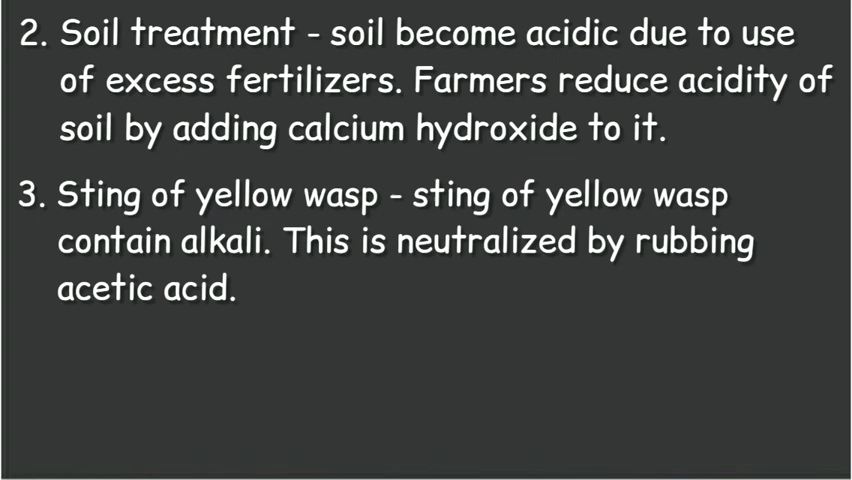 2. Soil treatment - soil become acidic due to use
of excess fertilizers. Farmers reduce acidity of
soil by adding calcium hydroxide to it.
3. Sting of yellow wasp - sting of yellow wasp
contain alkali. This is neutralized by rubbing
acetic acid.